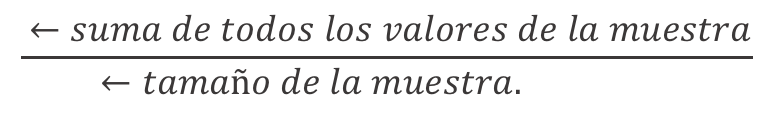 ← suma de todos los valores de la muestra
← tamaño de la muestra.